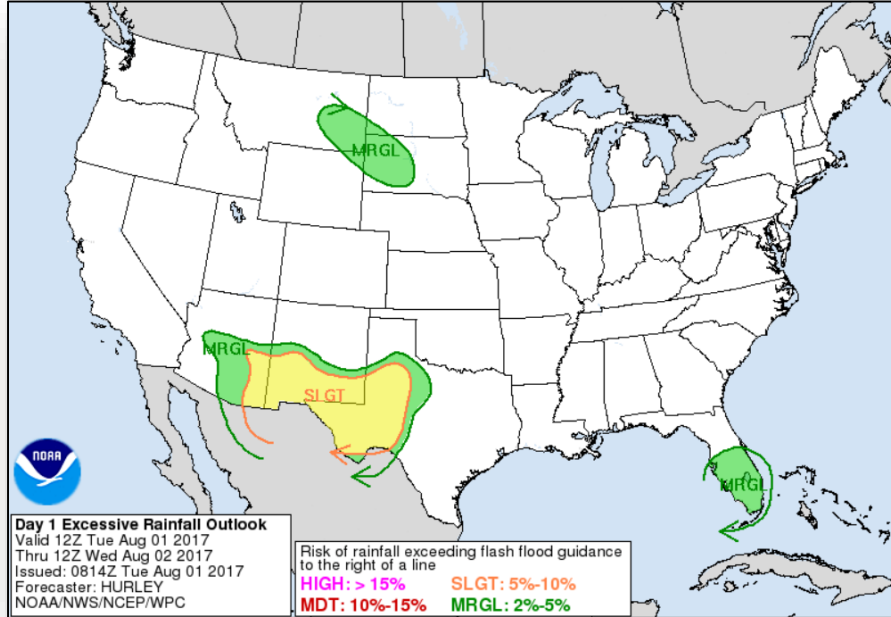 MRGL
MRGL
SLGT
MRGL
NOAA
Day 1 Excessive Rainfall Outlook
Valid 12Z Tue Aug 01 2017
Thru 12Z Wed Aug 02 2017
Issued: 0814Z Tue Aug 01 2017
Forecaster: HURLEY
NOAA/NWS/NCEP/WPC
Risk of rainfall exceeding flash flood guidance
to the right of a line
HIGH: > 15% SLGT: 5%-10%
MDT: 10%-15% MRGL: 2%-5%